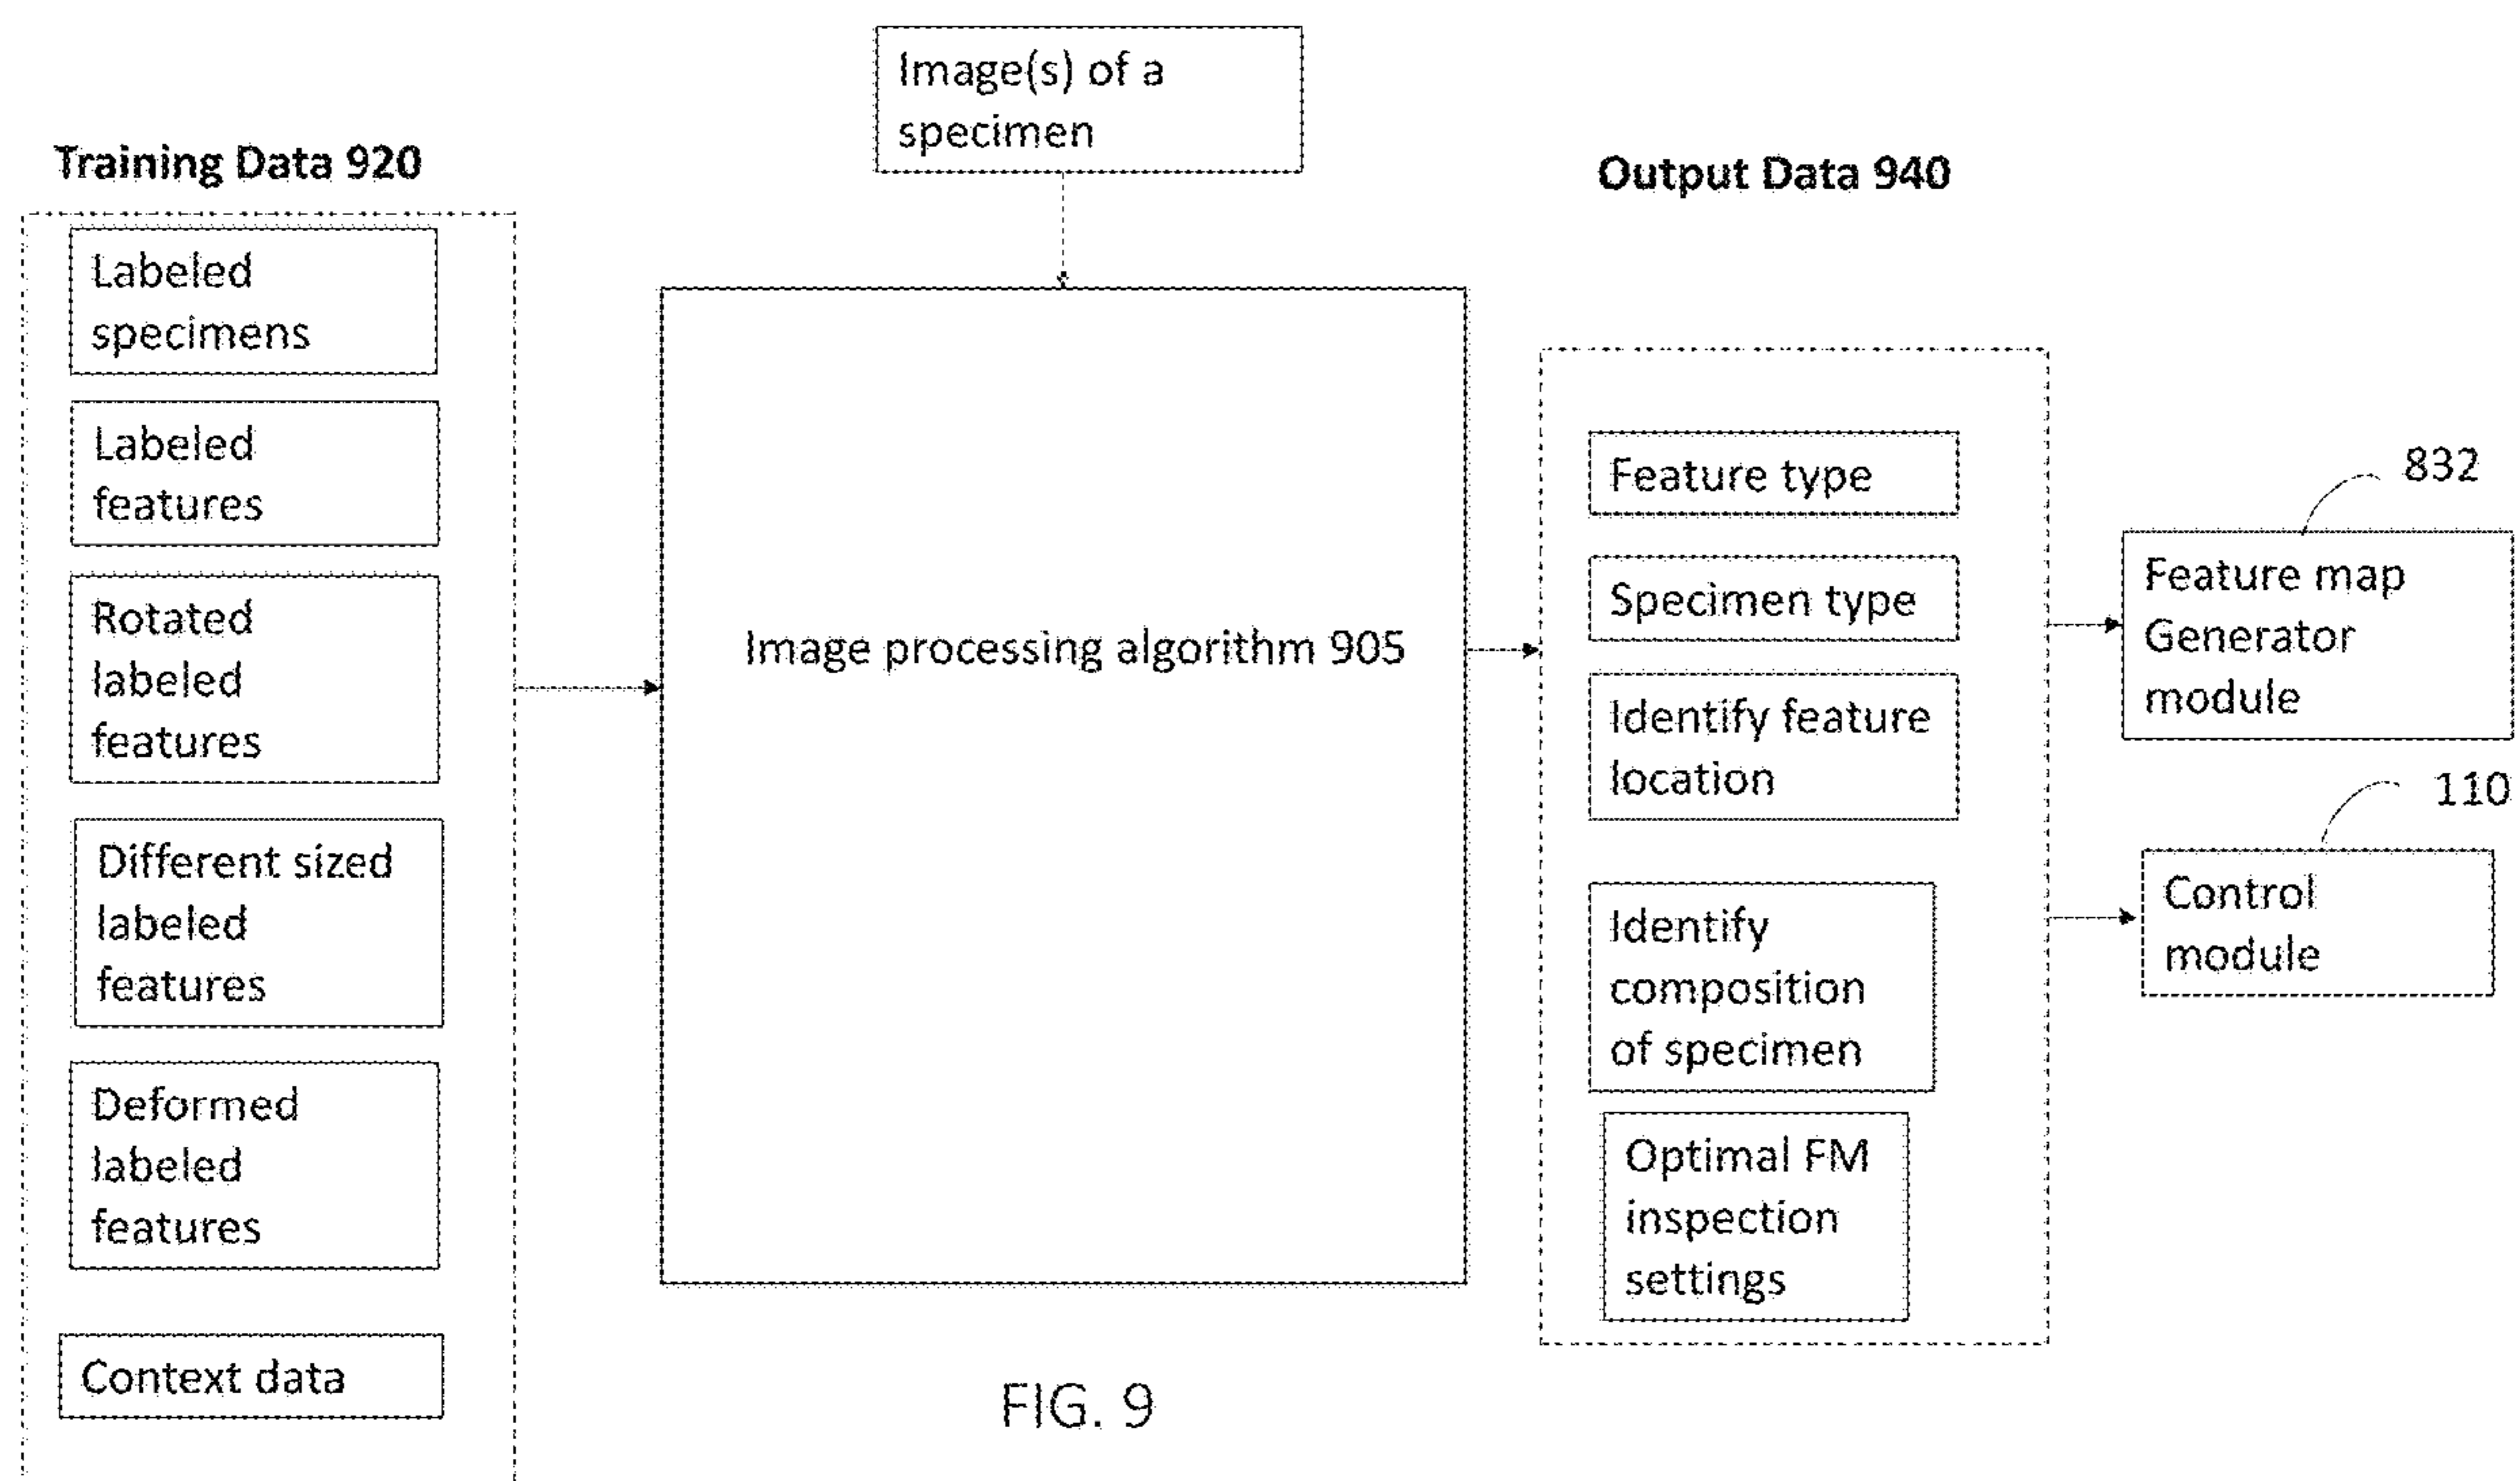 Image(s) of a
specimen
Training Data 920
Labeled
specimens
Labeled
features
Rotated
labeled
features
Different sized
labeled
features
Deformed
labeled
features
Context data
Image processing algorithm 905
Output Data 940
Feature type
Specimen type
Identify feature
location
Identify
composition
of specimen
Optimal FM
inspection
settings
832
Feature map
Generator
module
110
Control
module
FIG. 9